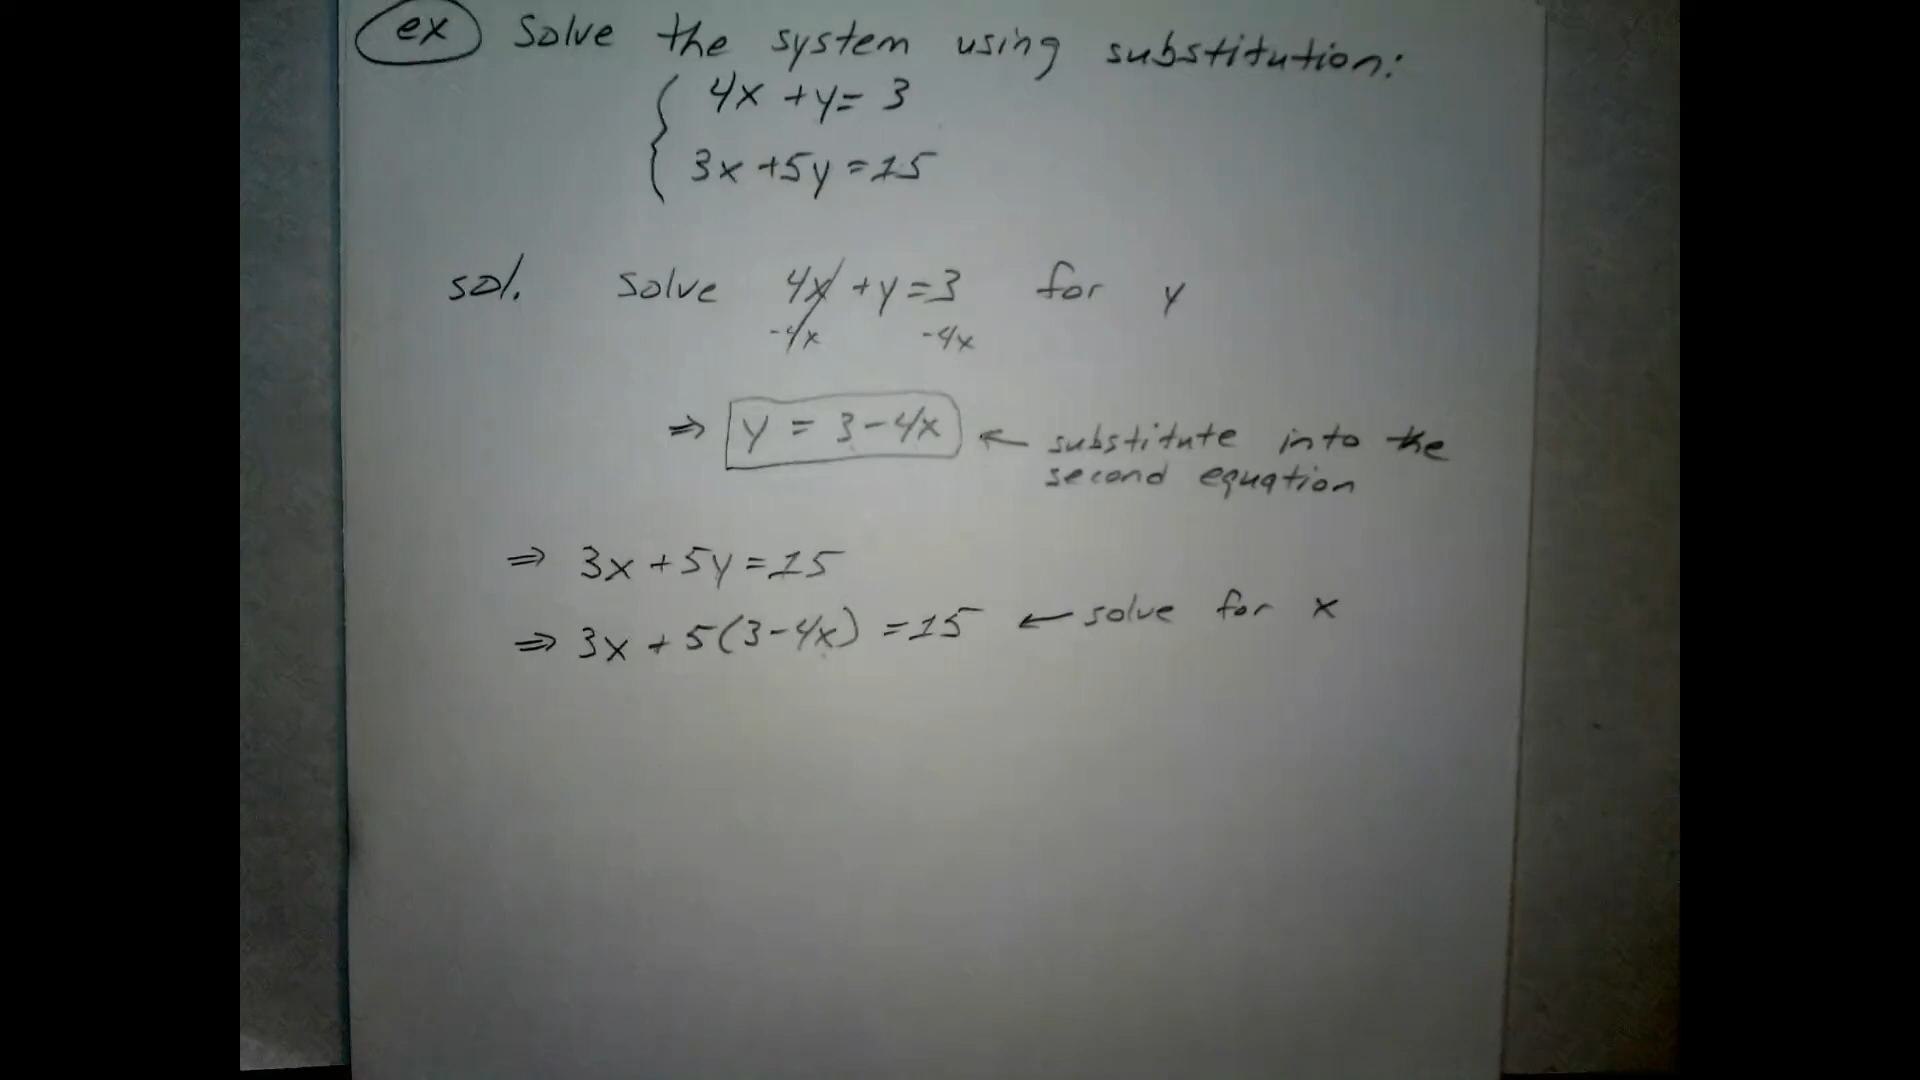 ex Solve the system using substitution:
4x + y = 3
3x + 5y = 15
sol. Solve 4x + y = 3 for y
-4x -4x
⇒ y = 3 - 4x ← substitute into the
second equation
⇒ 3x + 5y = 15
⇒ 3x + 5(3 - 4x) = 15 ← solve for x